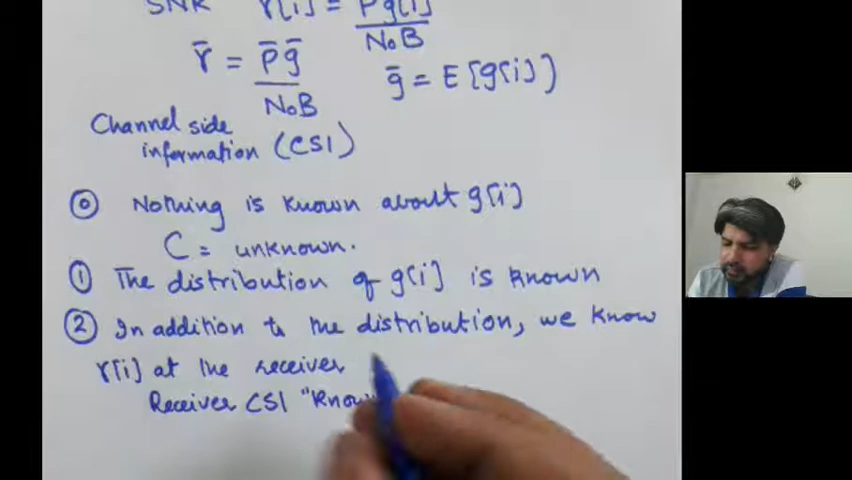 SNR γ[i] = P̄g[i] / N₀B
γ̄ = P̄ḡ / N₀B
ḡ = E[g[i]]
Channel side
information (CSI)
⓪ Nothing is known about g[i]
C = unknown.
① The distribution of g[i] is known
② In addition to the distribution, we know
γ[i] at the receiver
Receiver CSI "Know